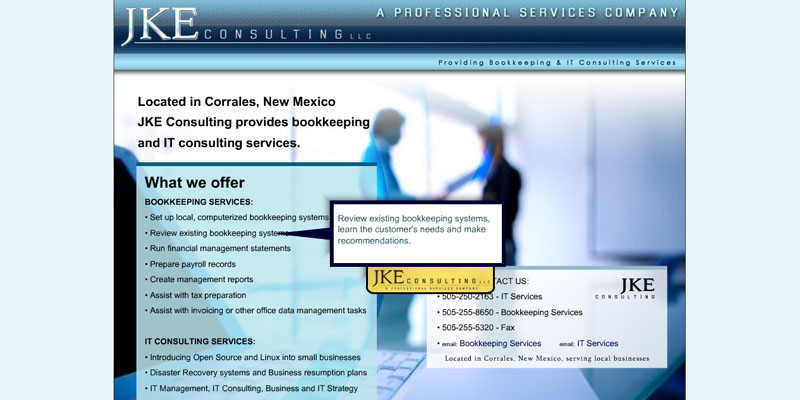 JKE CONSULTING LLC
A PROFESSIONAL SERVICES COMPANY
Providing Bookkeeping & IT Consulting Services
Located in Corrales, New Mexico
JKE Consulting provides bookkeeping
and IT consulting services.
What we offer
BOOKKEEPING SERVICES:
• Set up local, computerized bookkeeping systems
• Review existing bookkeeping systems
• Run financial management statements
• Prepare payroll records
• Create management reports
• Assist with tax preparation
• Assist with invoicing or other office data management tasks
IT CONSULTING SERVICES:
• Introducing Open Source and Linux into small businesses
• Disaster Recovery systems and Business resumption plans
• IT Management, IT Consulting, Business and IT Strategy
Review existing bookkeeping systems,
learn the customer's needs and make
recommendations.
JKE CONSULTING LLC
A PROFESSIONAL SERVICES COMPANY
TACT US:
JKE
CONSULTING
• 505-250-2163 - IT Services
• 505-255-8650 - Bookkeeping Services
• 505-255-5320 - Fax
• email: Bookkeeping Services email: IT Services
Located in Corrales, New Mexico, serving local businesses